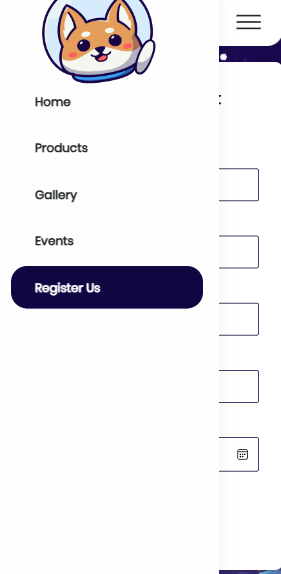 Home
Products
Gallery
Events
Register Us